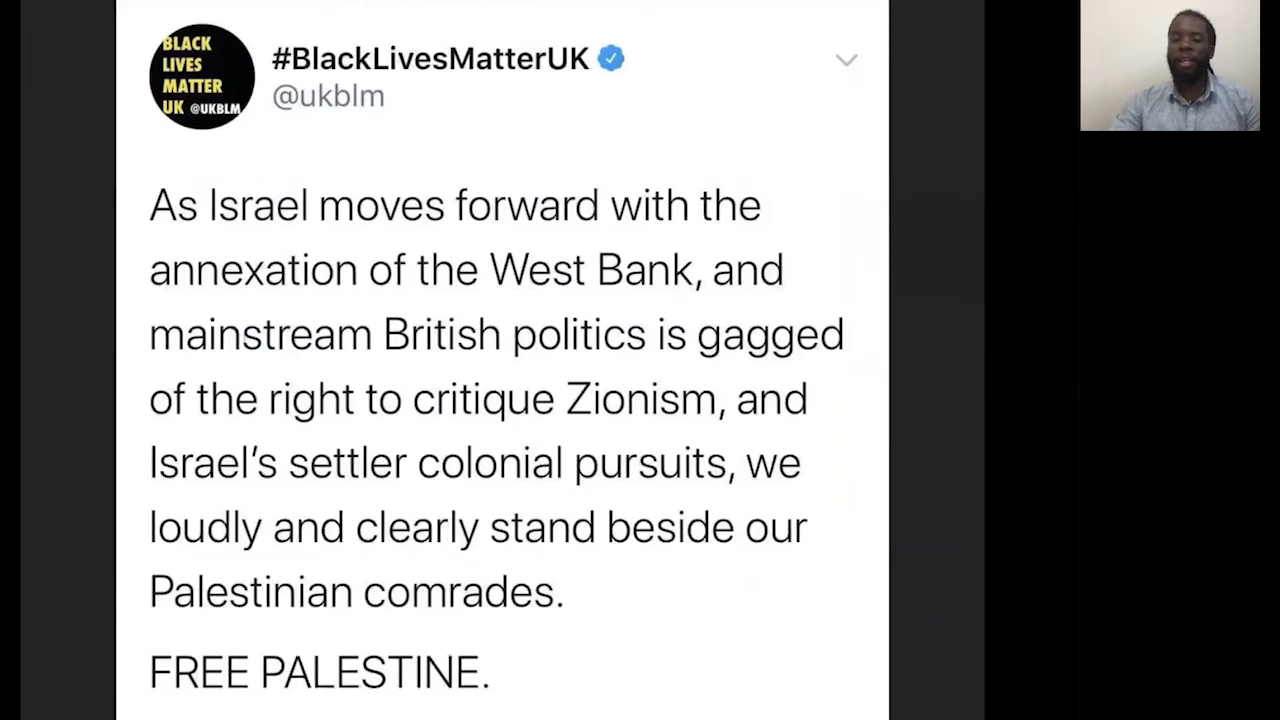 BLACK
LIVES
MATTER
UK @UKBLM
#BlackLivesMatterUK
@ukblm
As Israel moves forward with the
annexation of the West Bank, and
mainstream British politics is gagged
of the right to critique Zionism, and
Israel’s settler colonial pursuits, we
loudly and clearly stand beside our
Palestinian comrades.
FREE PALESTINE.